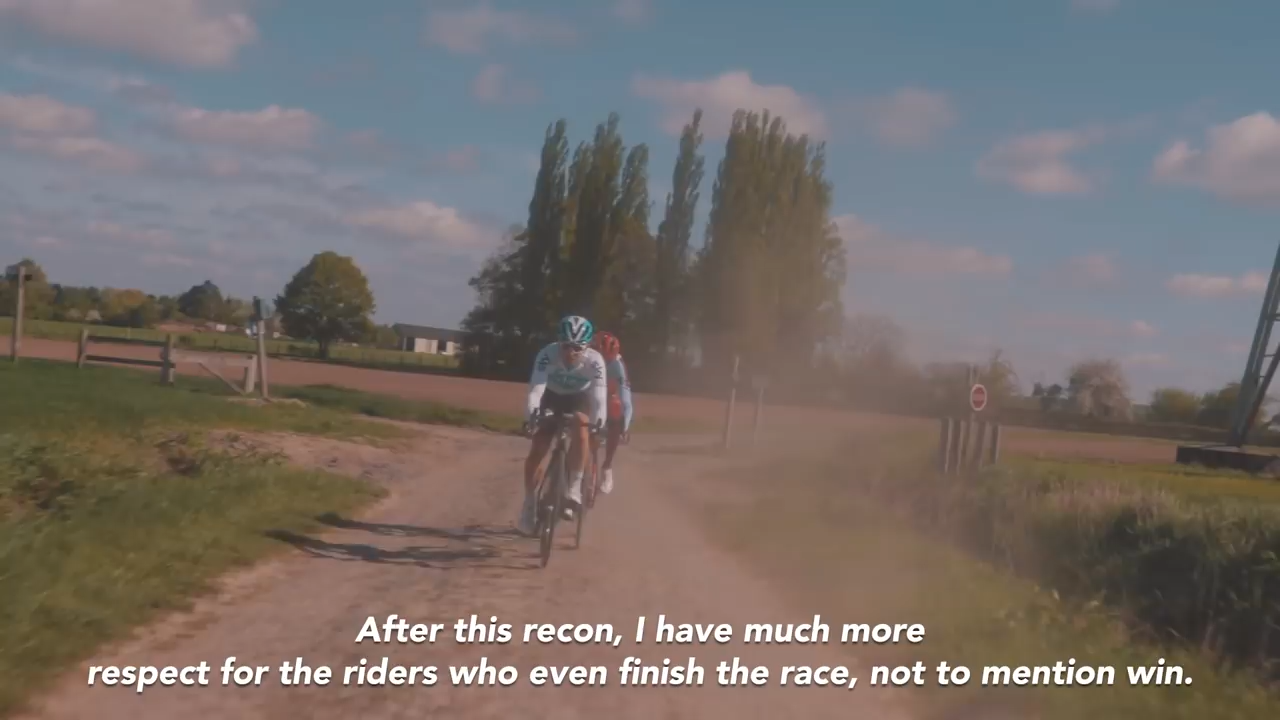 After this recon, I have much more
respect for the riders who even finish the race, not to mention win.